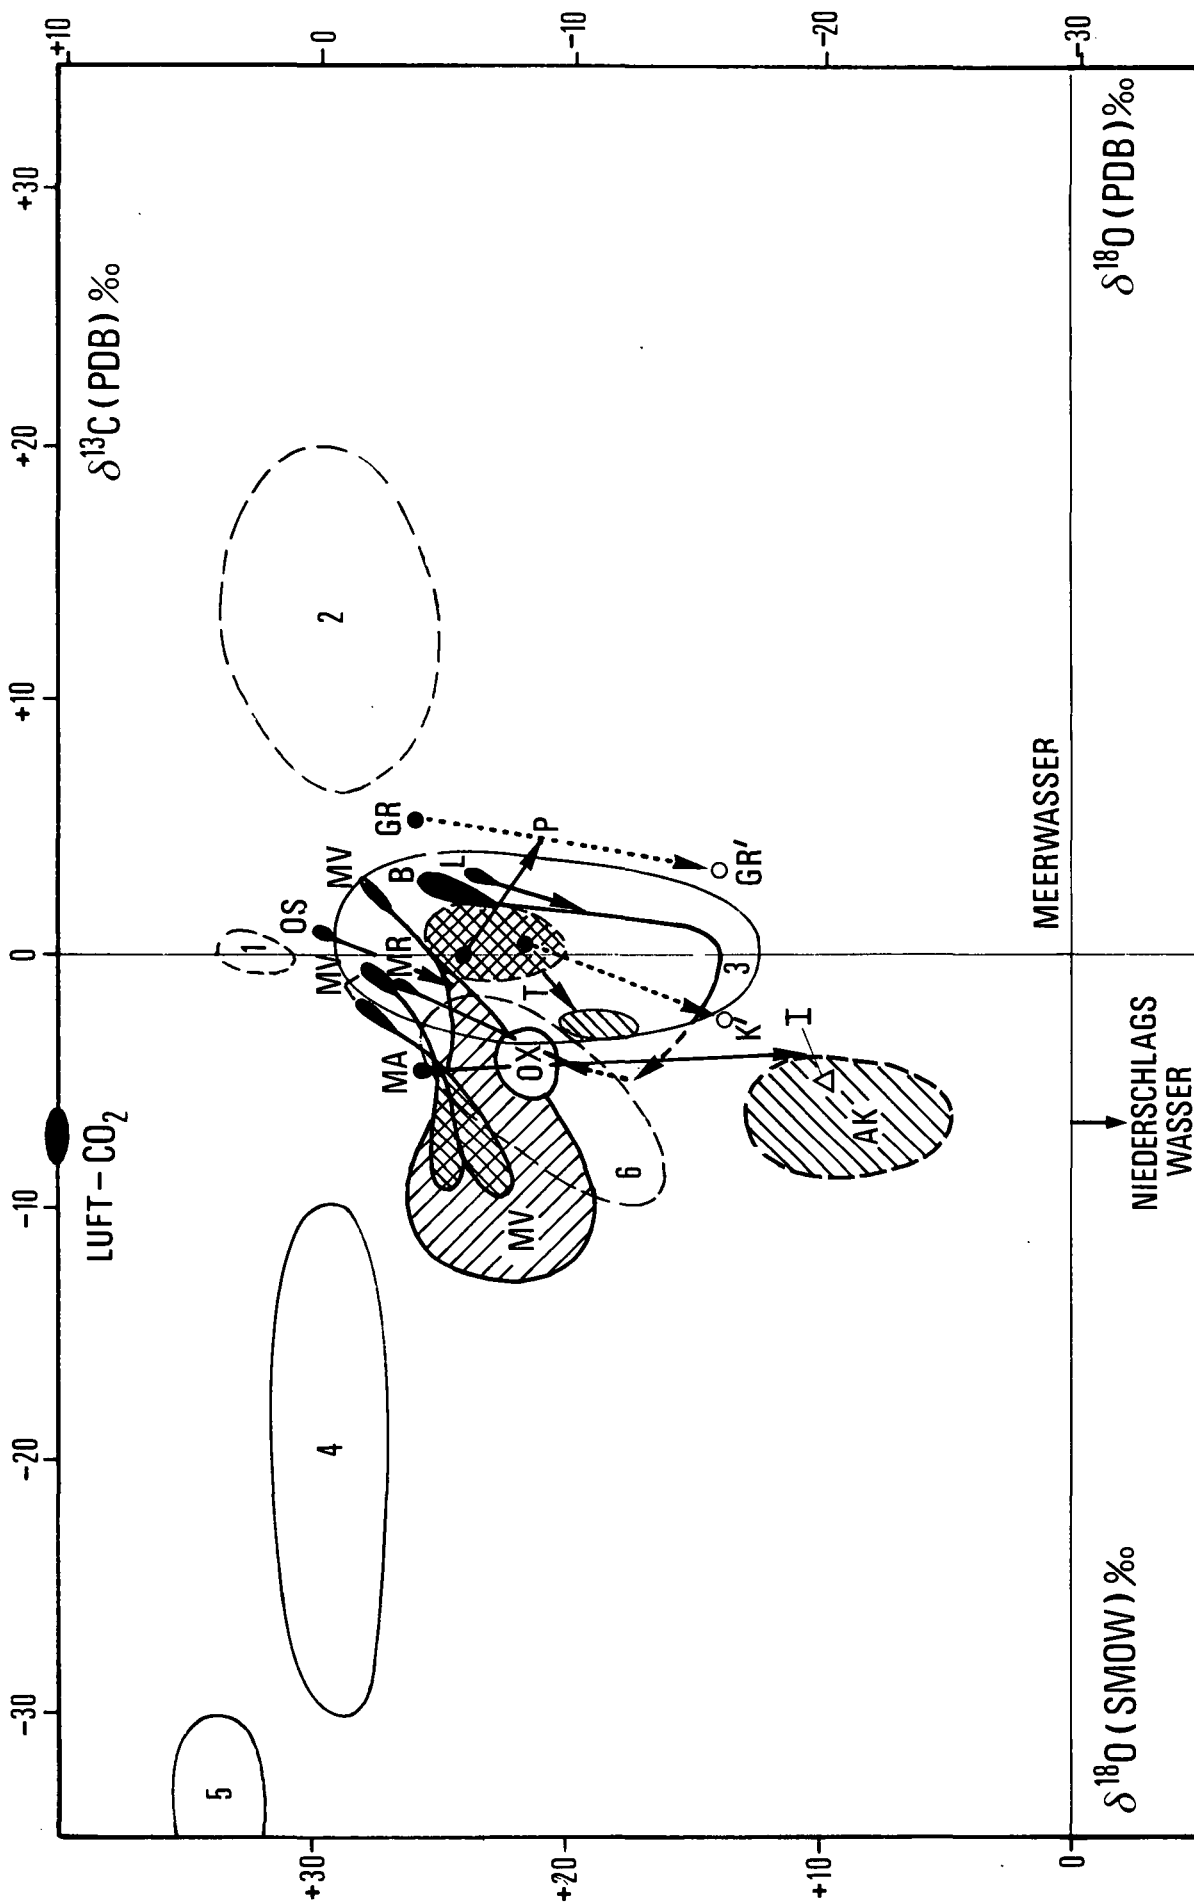 -30
-20
-10
0
+10
+20
+30
LUFT-CO₂
δ¹³C (PDB) ‰
+10
0
-10
-20
-30
+30
+20
+10
0
5
4
1
2
OS
MV
MV
MR
MA
B
L
GR
P
T
OX
MV
6
3
K'
GR'
I
AK
MEERWASSER
NIEDERSCHLAGS
WASSER
δ¹⁸O (SMOW) ‰
δ¹⁸O (PDB) ‰